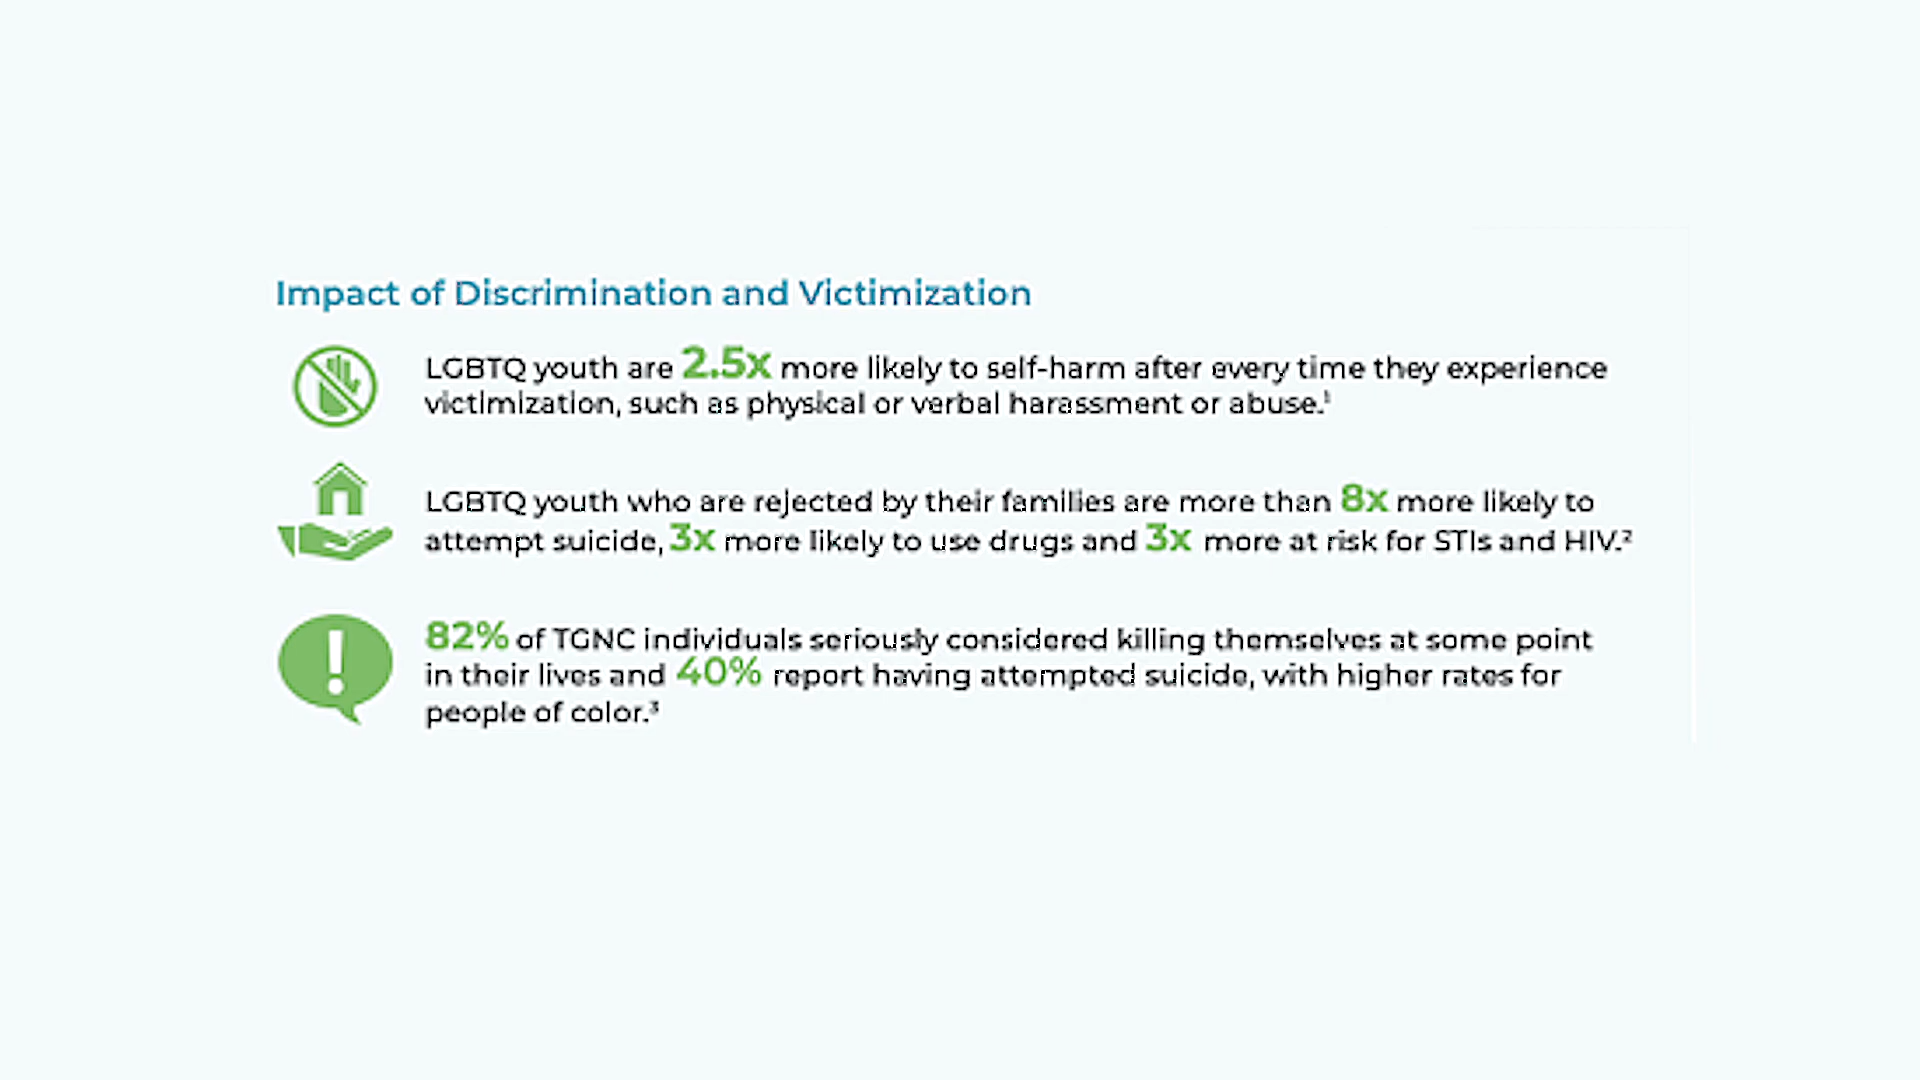 Impact of Discrimination and Victimization
LGBTQ youth are 2.5x more likely to self-harm after every time they experience
victimization, such as physical or verbal harassment or abuse.¹
LGBTQ youth who are rejected by their families are more than 8x more likely to
attempt suicide, 3x more likely to use drugs and 3x more at risk for STIs and HIV.²
82% of TGNC individuals seriously considered killing themselves at some point
in their lives and 40% report having attempted suicide, with higher rates for
people of color.³